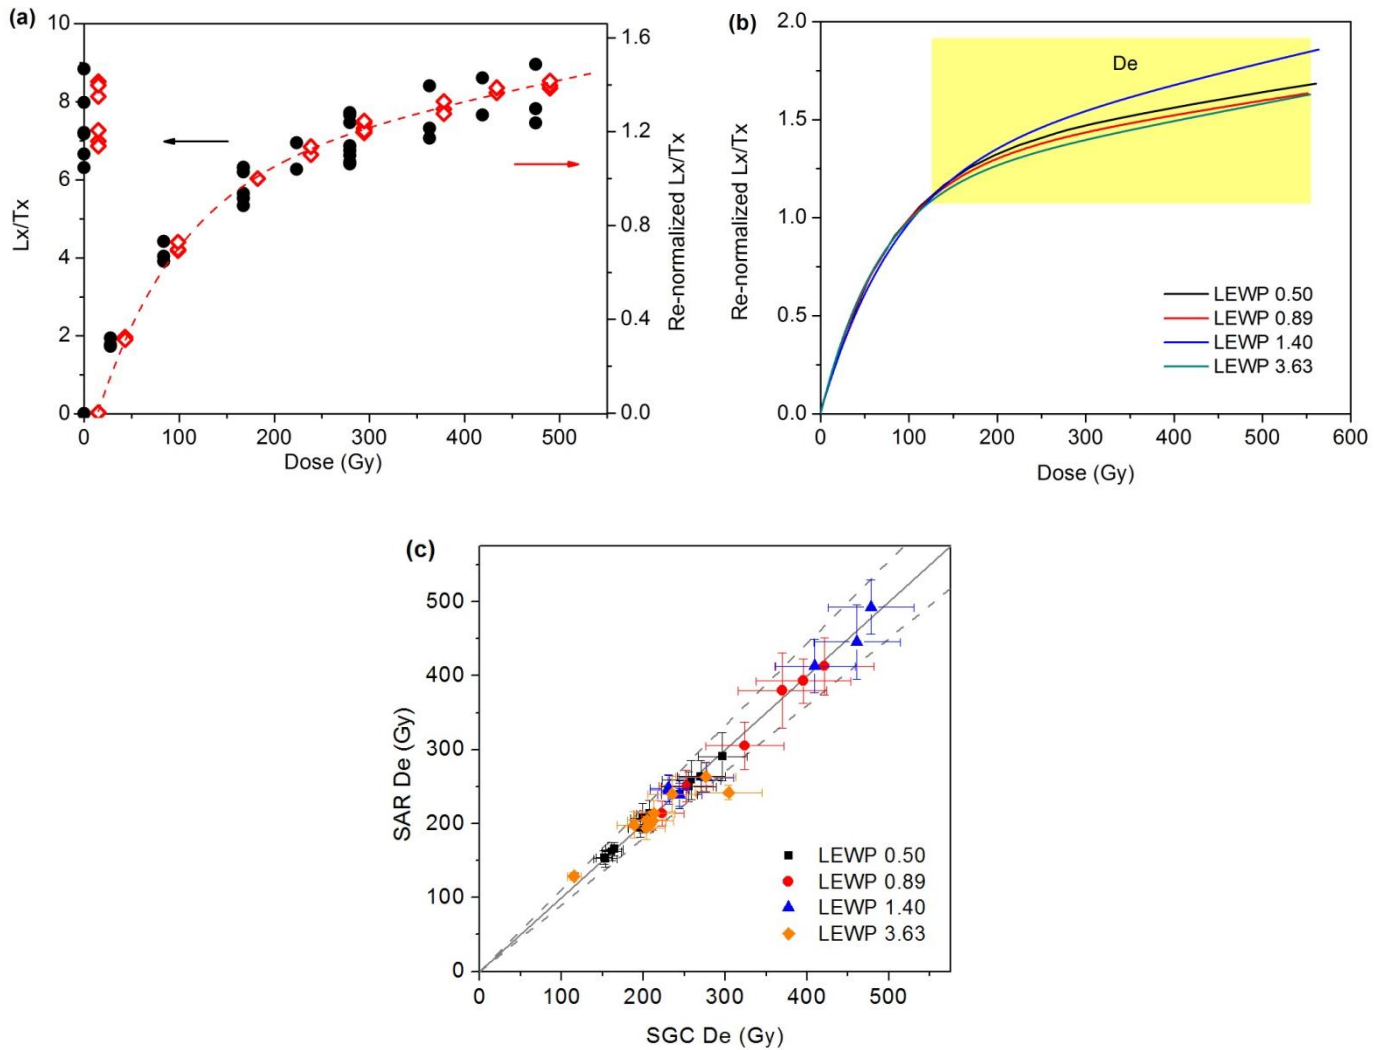 (a)
10
8
6
4
2
0
Lx/Tx
0 100 200 300 400 500
Dose (Gy)
1.6
1.2
0.8
0.4
0.0
Re-normalized Lx/Tx
(b)
2.0
1.5
1.0
0.5
0.0
Re-normalized Lx/Tx
De
LEWP 0.50
LEWP 0.89
LEWP 1.40
LEWP 3.63
0 100 200 300 400 500 600
Dose (Gy)
(c)
500
400
300
200
100
0
SAR De (Gy)
LEWP 0.50
LEWP 0.89
LEWP 1.40
LEWP 3.63
0 100 200 300 400 500
SGC De (Gy)